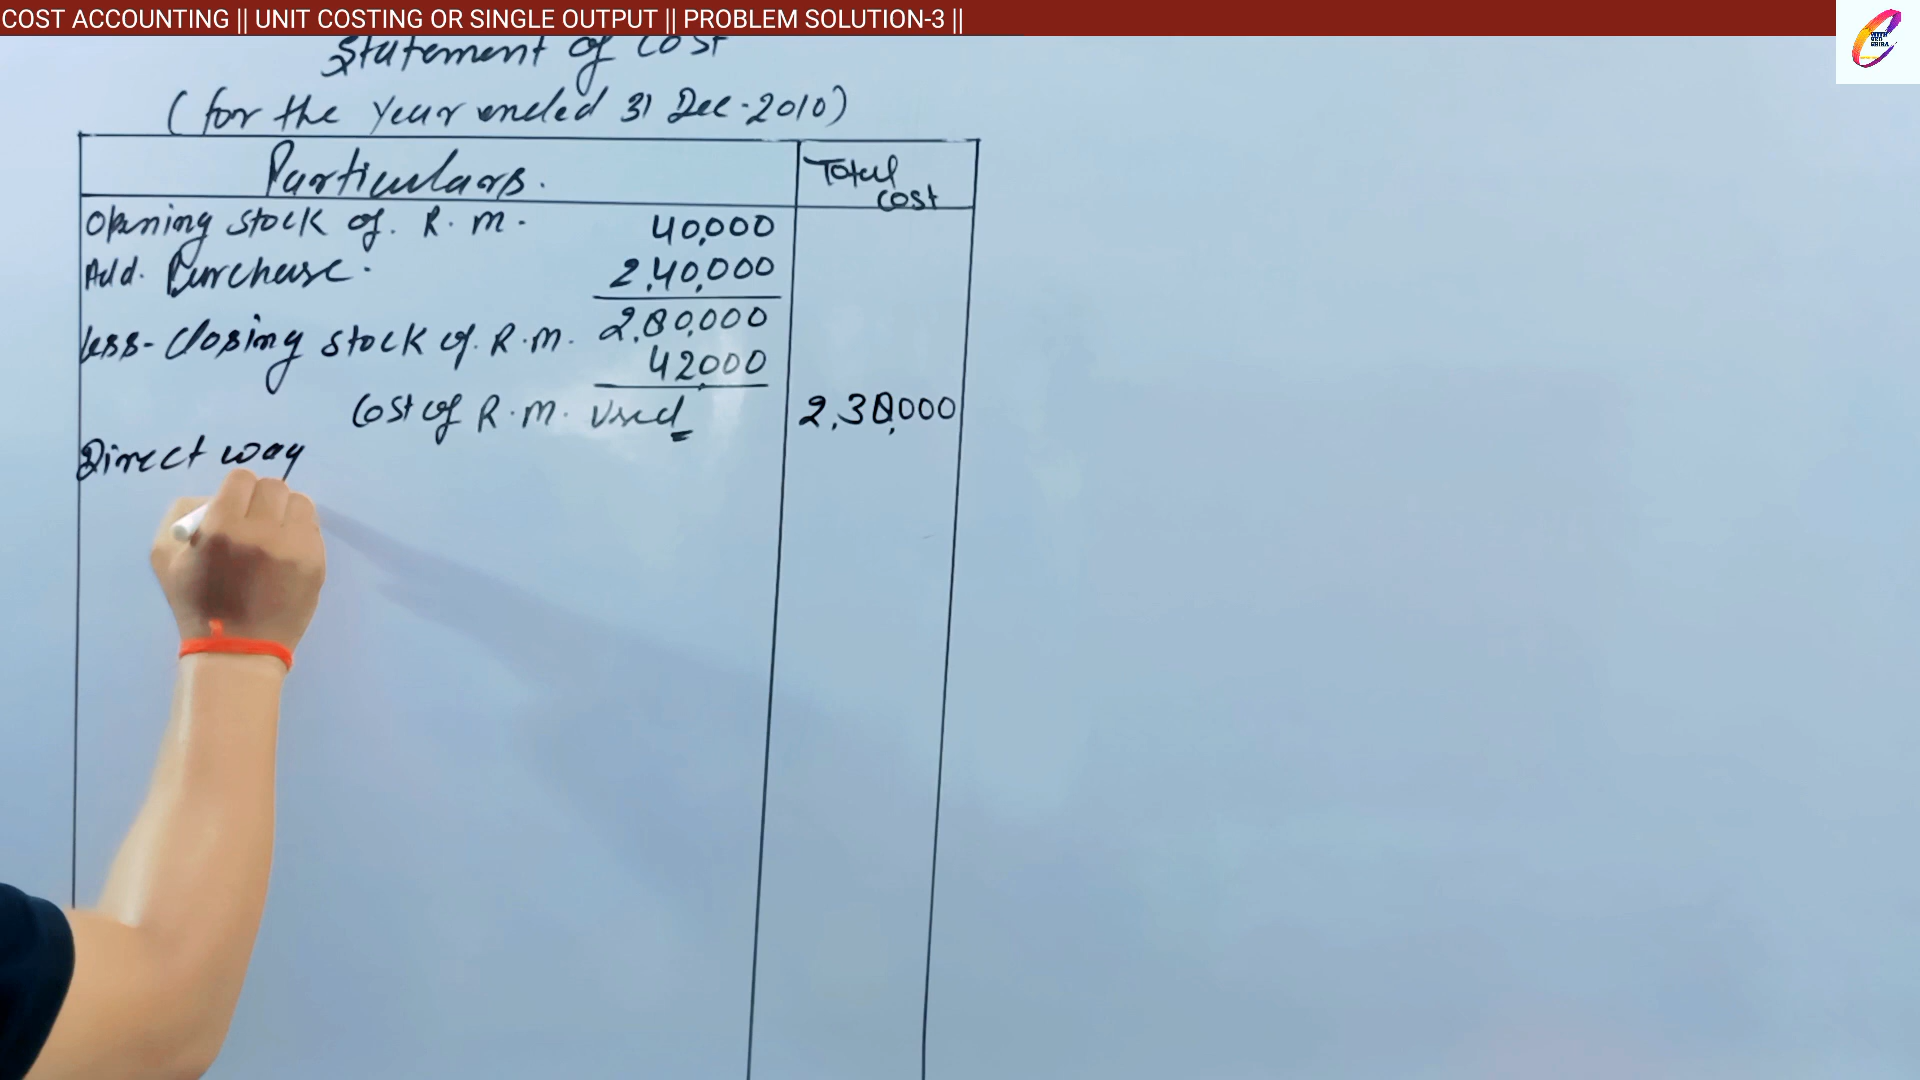 COST ACCOUNTING || UNIT COSTING OR SINGLE OUTPUT || PROBLEM SOLUTION-3 ||
Statement of Cost
(for the Year ended 31 Dec-2010)
Particulars. Total cost
Opening stock of. R.M. 40,000
Add. Purchase. 2,40,000
2,80,000
Less- Closing stock of. R.M. 42000
Cost of R.M. Used 2,38,000
Direct way